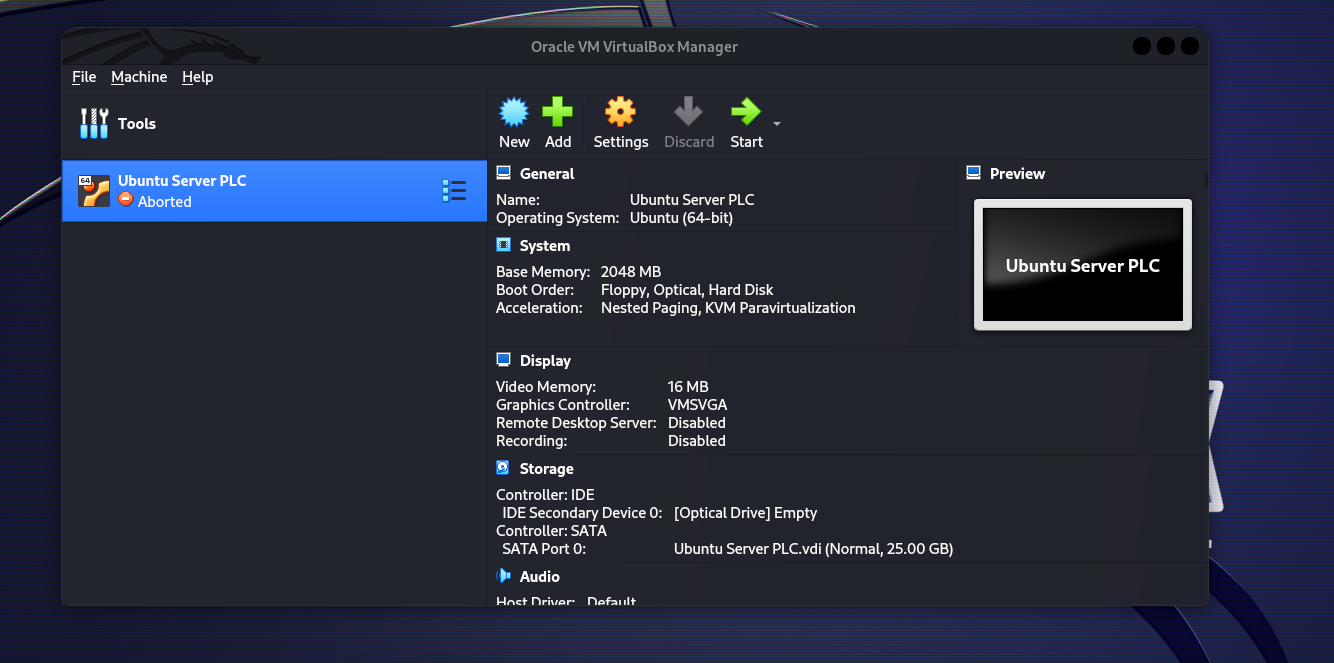 Oracle VM VirtualBox Manager
File Machine Help
Tools
New Add Settings Discard Start
64
Ubuntu Server PLC
Aborted
General
Name: Ubuntu Server PLC
Operating System: Ubuntu (64-bit)
Preview
Ubuntu Server PLC
System
Base Memory: 2048 MB
Boot Order: Floppy, Optical, Hard Disk
Acceleration: Nested Paging, KVM Paravirtualization
Display
Video Memory: 16 MB
Graphics Controller: VMSVGA
Remote Desktop Server: Disabled
Recording: Disabled
Storage
Controller: IDE
IDE Secondary Device 0: [Optical Drive] Empty
Controller: SATA
SATA Port 0: Ubuntu Server PLC.vdi (Normal, 25.00 GB)
Audio
Host Driver: Default